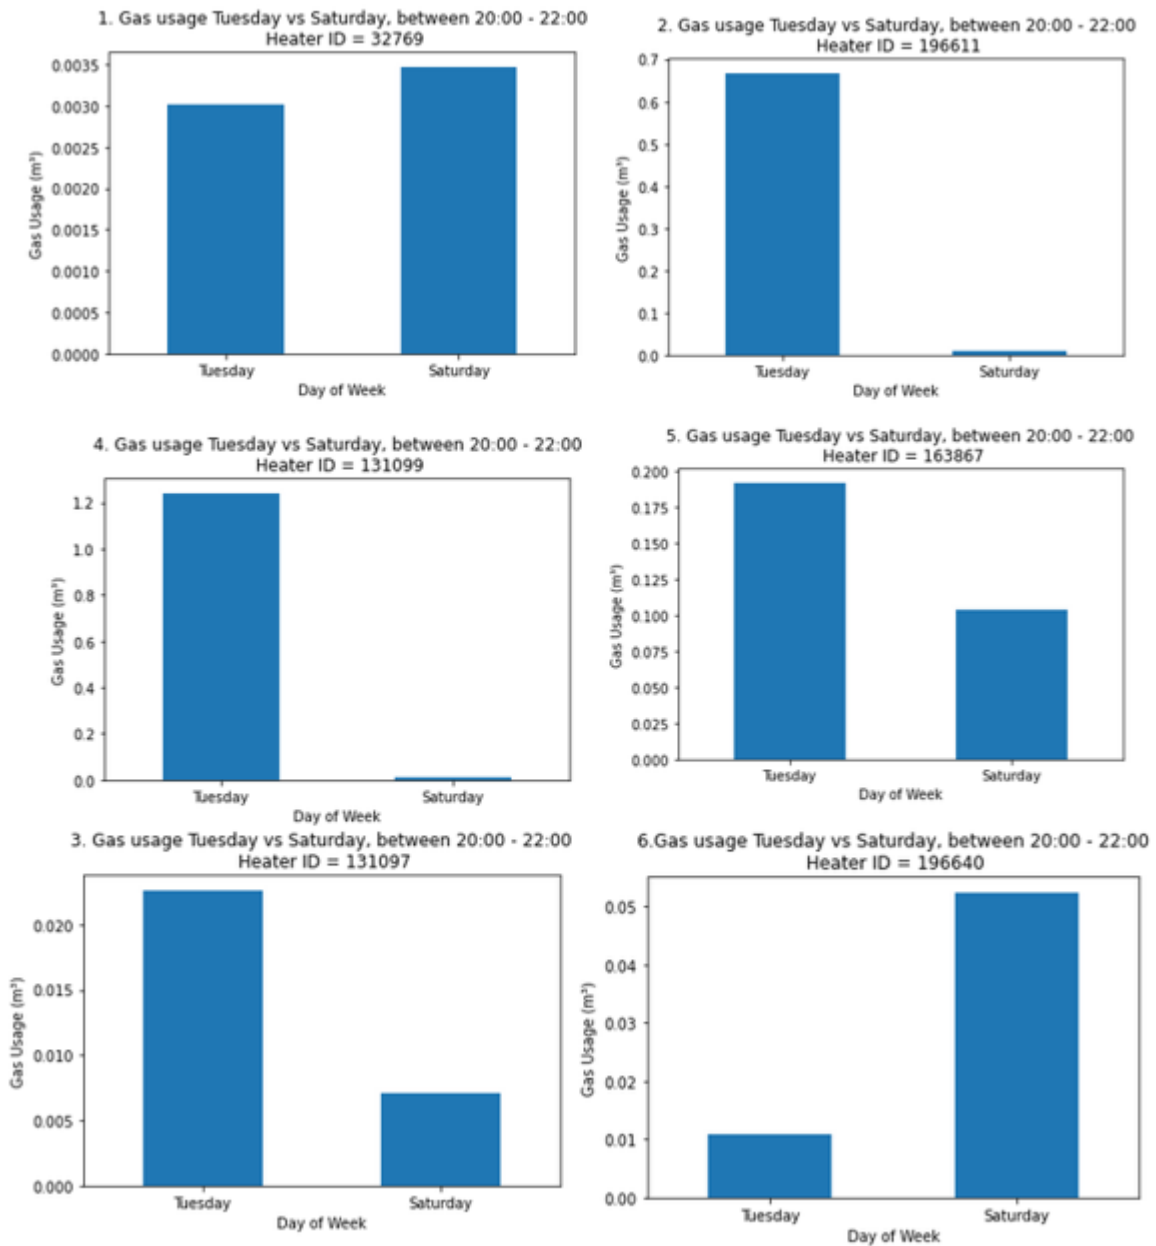 1. Gas usage Tuesday vs Saturday, between 20:00 - 22:00
Heater ID = 32769
Gas Usage (m³)
0.0035
0.0030
0.0025
0.0020
0.0015
0.0010
0.0005
0.0000
Tuesday
Saturday
Day of Week
2. Gas usage Tuesday vs Saturday, between 20:00 - 22:00
Heater ID = 196611
Gas Usage (m³)
0.7
0.6
0.5
0.4
0.3
0.2
0.1
0.0
Tuesday
Saturday
Day of Week
4. Gas usage Tuesday vs Saturday, between 20:00 - 22:00
Heater ID = 131099
Gas Usage (m³)
1.2
1.0
0.8
0.6
0.4
0.2
0.0
Tuesday
Saturday
Day of Week
5. Gas usage Tuesday vs Saturday, between 20:00 - 22:00
Heater ID = 163867
Gas Usage (m³)
0.200
0.175
0.150
0.125
0.100
0.075
0.050
0.025
0.000
Tuesday
Saturday
Day of Week
3. Gas usage Tuesday vs Saturday, between 20:00 - 22:00
Heater ID = 131097
Gas Usage (m³)
0.020
0.015
0.010
0.005
0.000
Tuesday
Saturday
Day of Week
6.Gas usage Tuesday vs Saturday, between 20:00 - 22:00
Heater ID = 196640
Gas Usage (m³)
0.05
0.04
0.03
0.02
0.01
0.00
Tuesday
Saturday
Day of Week